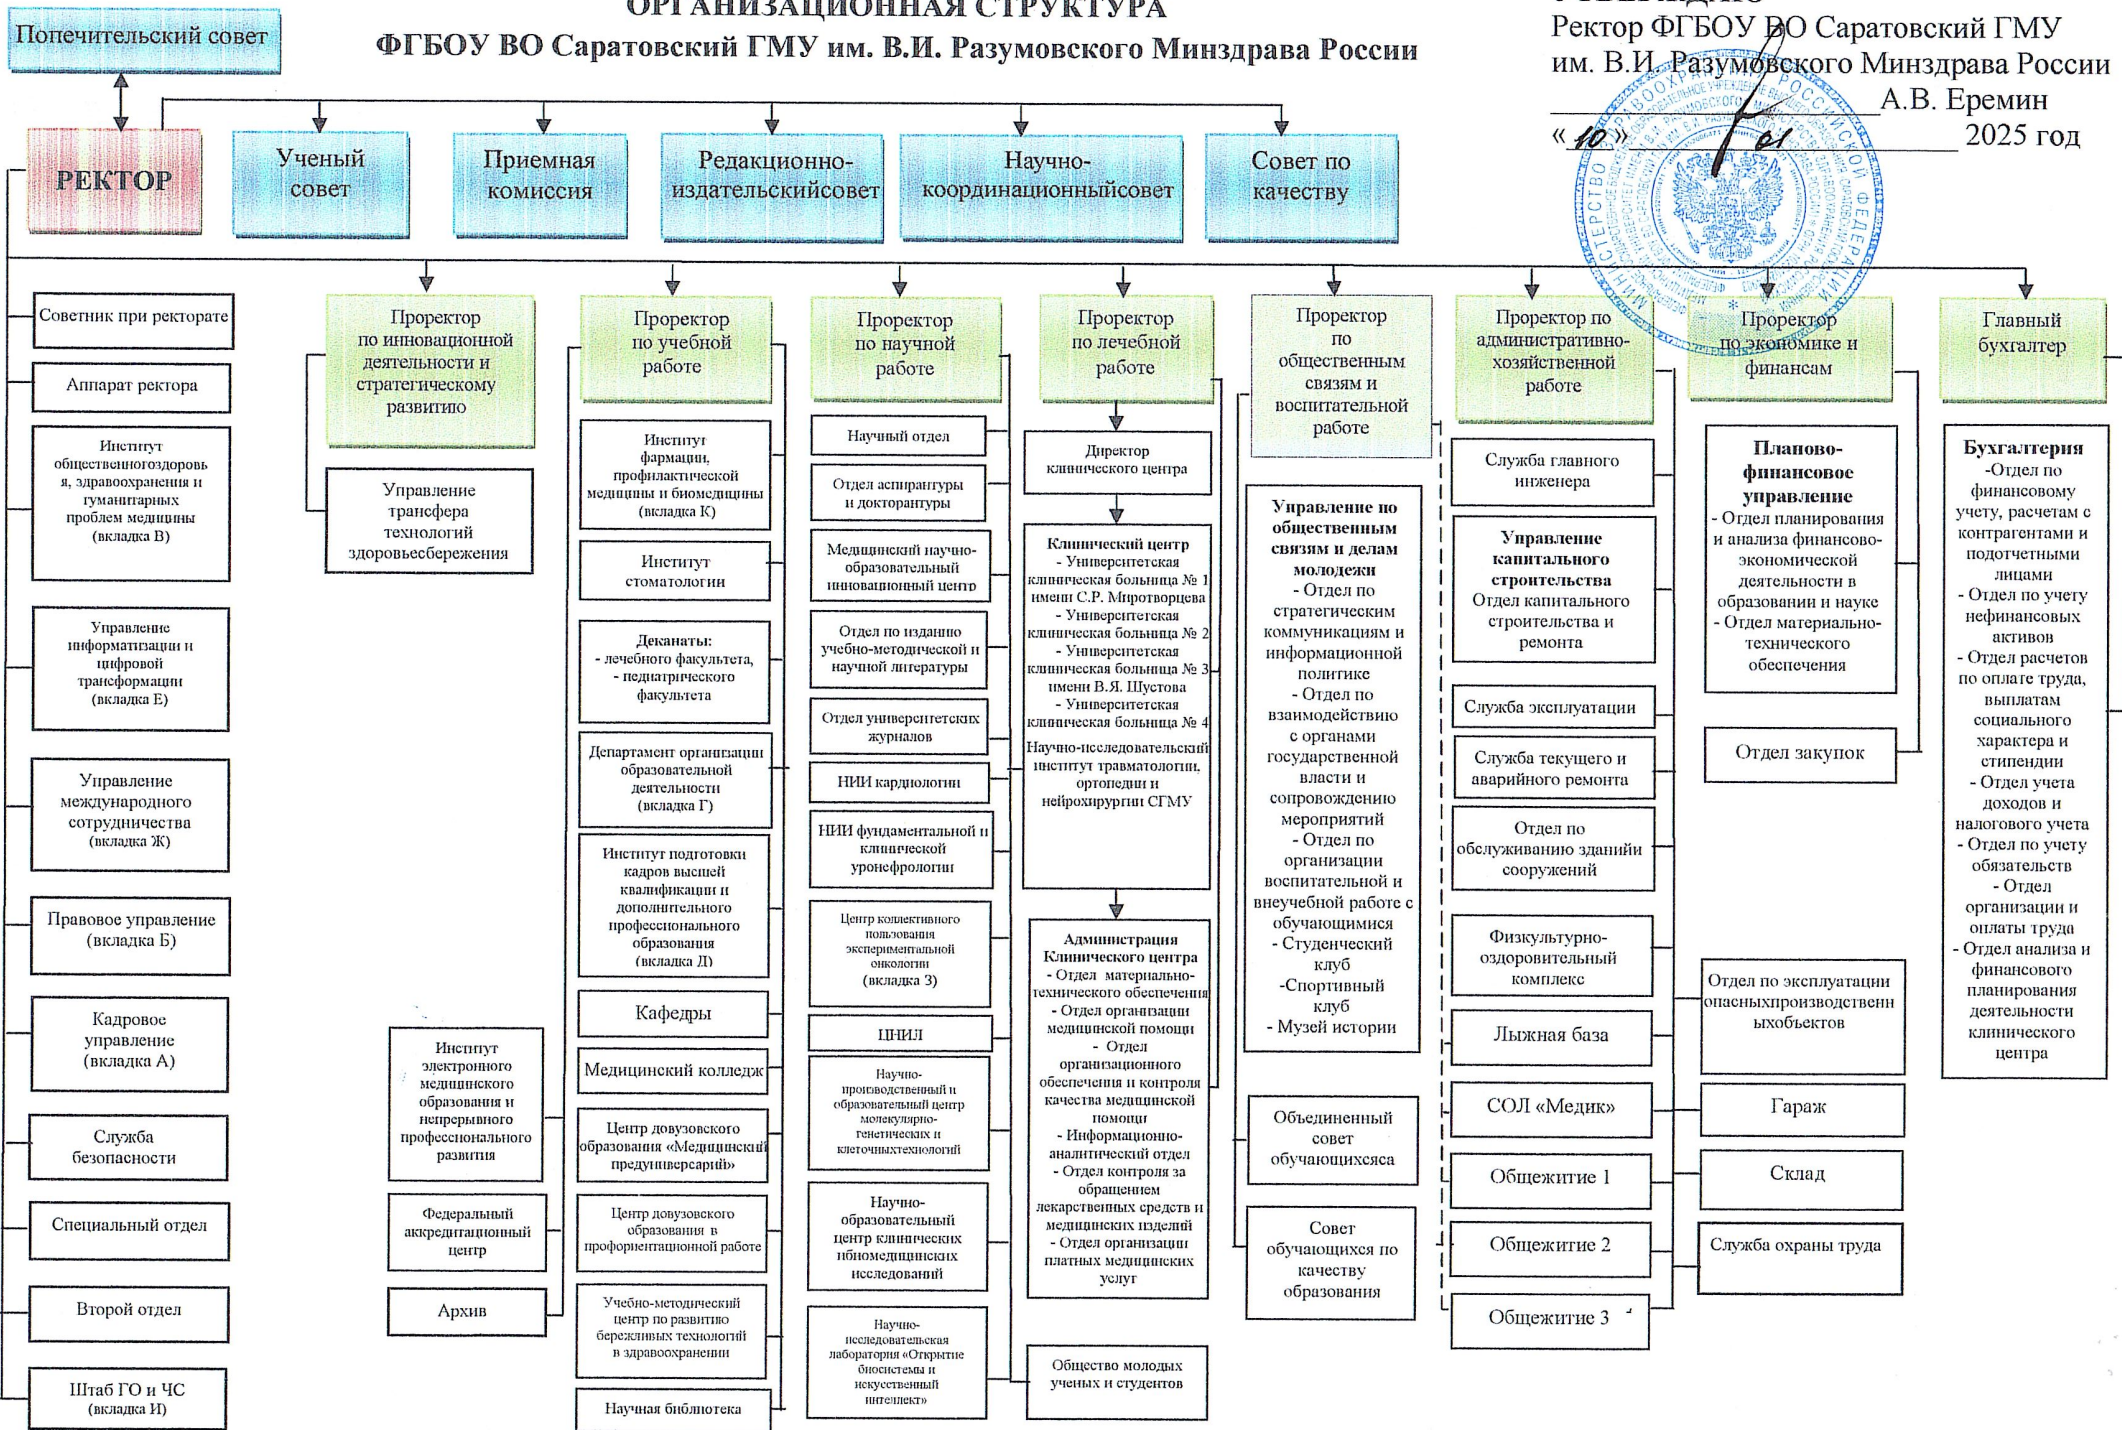 ОРГАНИЗАЦИОННАЯ СТРУКТУРА
ФГБОУ ВО Саратовский ГМУ им. В.И. Разумовского Минздрава России
Ректор ФГБОУ ВО Саратовский ГМУ
им. В.И. Разумовского Минздрава России
А.В. Еремин
« 10 » 01 2025 год
Попечительский совет
РЕКТОР
Ученый
совет
Приемная
комиссия
Редакционно-
издательскийсовет
Научно-
координационныйсовет
Совет по
качеству
Советник при ректорате
Аппарат ректора
Институт
общественногоздоровь
я, здравоохранения и
гуманитарных
проблем медицины
(вкладка В)
Управление
информатизации и
цифровой
трансформации
(вкладка Е)
Управление
международного
сотрудничества
(вкладка Ж)
Правовое управление
(вкладка Б)
Кадровое
управление
(вкладка А)
Служба
безопасности
Специальный отдел
Второй отдел
Штаб ГО и ЧС
(вкладка И)
Проректор
по инновационной
деятельности и
стратегическому
развитию
Управление
трансфера
технологий
здоровьесбережения
Институт
электронного
медицинского
образования и
непрерывного
профессионального
развития
Федеральный
аккредитационный
центр
Архив
Проректор
по учебной
работе
Институт
фармации,
профилактической
медицины и биомедицины
(вкладка К)
Институт
стоматологии
Деканаты:
- лечебного факультета,
- педиатрического
факультета
Департамент организации
образовательной
деятельности
(вкладка Г)
Институт подготовки
кадров высшей
квалификации и
дополнительного
профессионального
образования
(вкладка Д)
Кафедры
Медицинский колледж
Центр довузовского
образования «Медицинский
предуниверсарий»
Центр довузовского
образования в
профориентационной работе
Учебно-методический
центр по развитию
бережливых технологий
в здравоохранении
Научная библиотека
Проректор
по научной
работе
Научный отдел
Отдел аспирантуры
и докторантуры
Медицинский научно-
образовательный
инновационный центр
Отдел по изданию
учебно-методической и
научной литературы
Отдел университетских
журналов
НИИ кардиологии
НИИ фундаментальной и
клинической
уронефрологии
Центр коллективного
пользования
экспериментальной
онкологии
(вкладка З)
ЦНИЛ
Научно-
производственный и
образовательный центр
молекулярно-
генетических и
клеточныхтехнологий
Научно-
образовательный
центр клинических
ибиомедицинских
исследований
Научно-
исследовательская
лаборатория «Открытие
биосистемы и
искусственный
интеллект»
Проректор
по лечебной
работе
Директор
клинического центра
Клинический центр
- Университетская
клиническая больница № 1
имени С.Р. Миротворцева
- Университетская
клиническая больница № 2
- Университетская
клиническая больница № 3
имени В.Я. Шустова
- Университетская
клиническая больница № 4
Научно-исследовательский
институт травматологии,
ортопедии и
нейрохирургии СГМУ
Администрация
Клинического центра
- Отдел материально-
технического обеспечения
- Отдел организации
медицинской помощи
- Отдел
организационного
обеспечения и контроля
качества медицинской
помощи
- Информационно-
аналитический отдел
- Отдел контроля за
обращением
лекарственных средств и
медицинских изделий
- Отдел организации
платных медицинских
услуг
Общество молодых
ученых и студентов
Проректор
по
общественным
связям и
воспитательной
работе
Управление по
общественным
связям и делам
молодежи
- Отдел по
стратегическим
коммуникациям и
информационной
политике
- Отдел по
взаимодействию
с органами
государственной
власти и
сопровождению
мероприятий
- Отдел по
организации
воспитательной и
внеучебной работе с
обучающимися
- Студенческий
клуб
-Спортивный
клуб
- Музей истории
Объединенный
совет
обучающихсяа
Совет
обучающихся по
качеству
образования
Проректор по
административно-
хозяйственной
работе
Служба главного
инженера
Управление
капитального
строительства
Отдел капитального
строительства и
ремонта
Служба эксплуатации
Служба текущего и
аварийного ремонта
Отдел по
обслуживанию зданийи
сооружений
Физкультурно-
оздоровительный
комплекс
Лыжная база
СОЛ «Медик»
Общежитие 1
Общежитие 2
Общежитие 3
Проректор
по экономике и
финансам
Планово-
финансовое
управление
- Отдел планирования
и анализа финансово-
экономической
деятельности в
образовании и науке
- Отдел материально-
технического
обеспечения
Отдел закупок
Отдел по эксплуатации
опасныхпроизводственн
ыхобъектов
Гараж
Склад
Служба охраны труда
Главный
бухгалтер
Бухгалтерия
-Отдел по
финансовому
учету, расчетам с
контрагентами и
подотчетными
лицами
- Отдел по учету
нефинансовых
активов
- Отдел расчетов
по оплате труда,
выплатам
социального
характера и
стипендии
- Отдел учета
доходов и
налогового учета
- Отдел по учету
обязательств
- Отдел
организации и
оплаты труда
- Отдел анализа и
финансового
планирования
деятельности
клинического
центра
МИНИСТЕРСТВО ЗДРАВООХРАНЕНИЯ РОССИЙСКОЙ ФЕДЕРАЦИИ